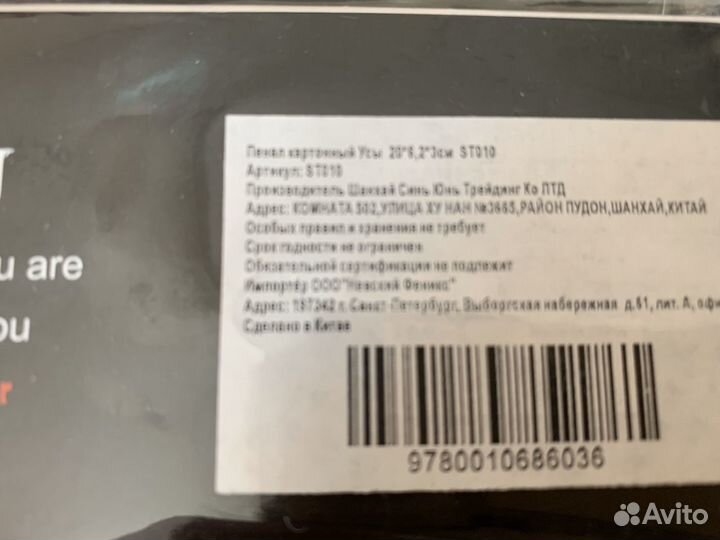 u are
ou
r
Пенал картонный Усы 20*6,2*3см ST010
Артикул: ST010
Производитель Шанхай Синь Юнь Трейдинг Ко ЛТД
Адрес: КОМНАТА 502,УЛИЦА ХУ НАН №3665,РАЙОН ПУДОН,ШАНХАЙ,КИТАЙ
Особых правил и хранения не требует
Срок годности не ограничен
Обязательной сертификации не подлежит
Импортёр ООО"Невский Феникс"
Адрес: 197342 г. Санкт-Петербург, Выборгская набережная д.61, лит. А, офи
Сделано в Китае
9780010686036
Avito